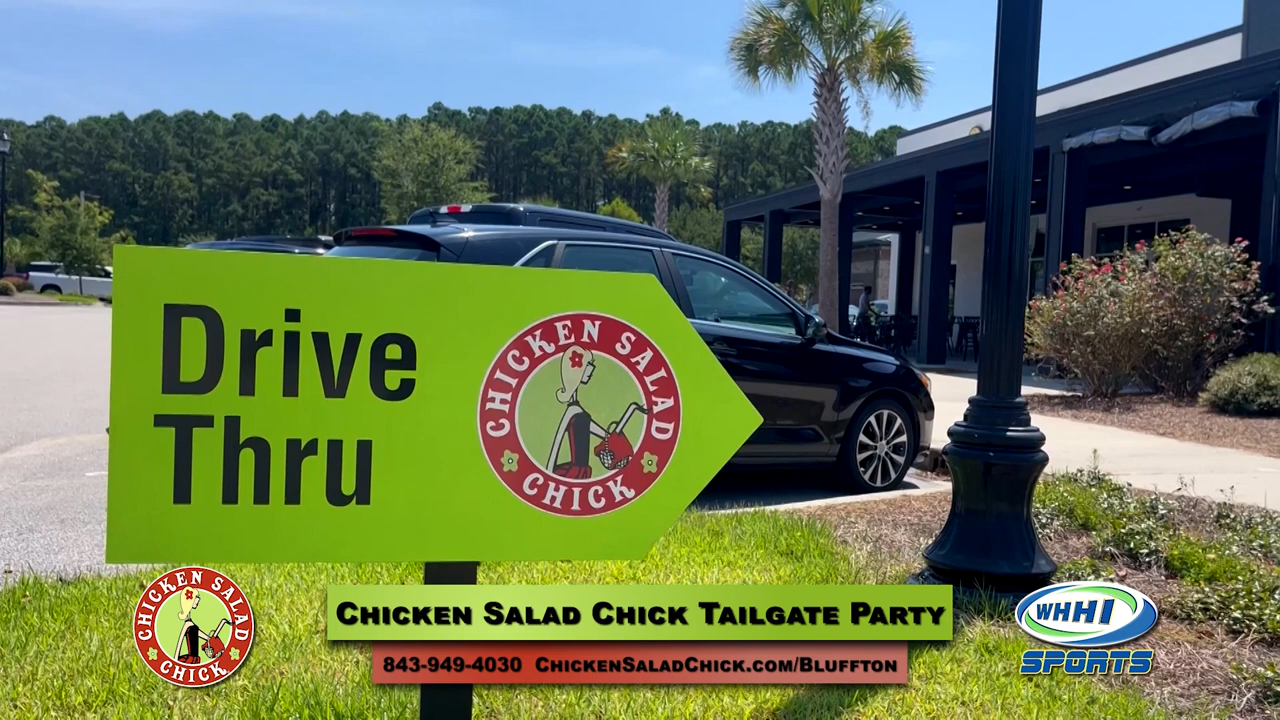 Drive
Thru
CHICKEN SALAD
CHICK
CHICKEN SALAD
CHICK
CHICKEN SALAD CHICK TAILGATE PARTY
843-949-4030 CHICKENSALADCHICK.COM/BLUFFTON
WHHI
SPORTS